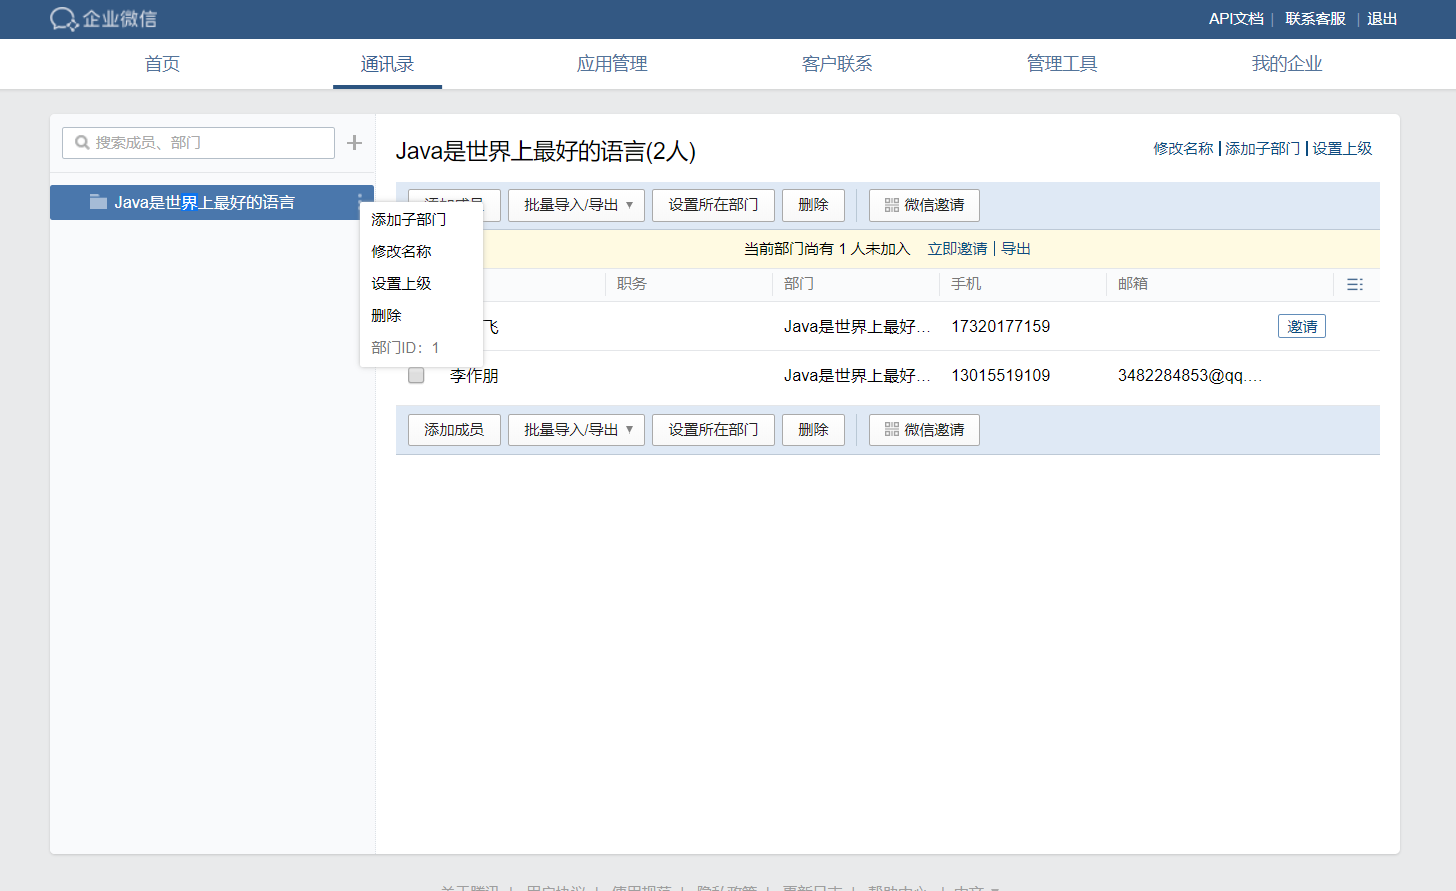 企业微信
API文档 | 联系客服 | 退出
首页 通讯录 应用管理 客户联系 管理工具 我的企业
搜索成员、部门
Java是世界上最好的语言
添加子部门
修改名称
设置上级
删除
部门ID：1
Java是世界上最好的语言(2人)
修改名称 | 添加子部门 | 设置上级
批量导入/导出 设置所在部门 删除 微信邀请
当前部门尚有 1 人未加入 立即邀请 | 导出
职务 部门 手机 邮箱
飞 Java是世界上最好... 17320177159 邀请
李作朋 Java是世界上最好... 13015519109 3482284853@qq....
添加成员 批量导入/导出 设置所在部门 删除 微信邀请